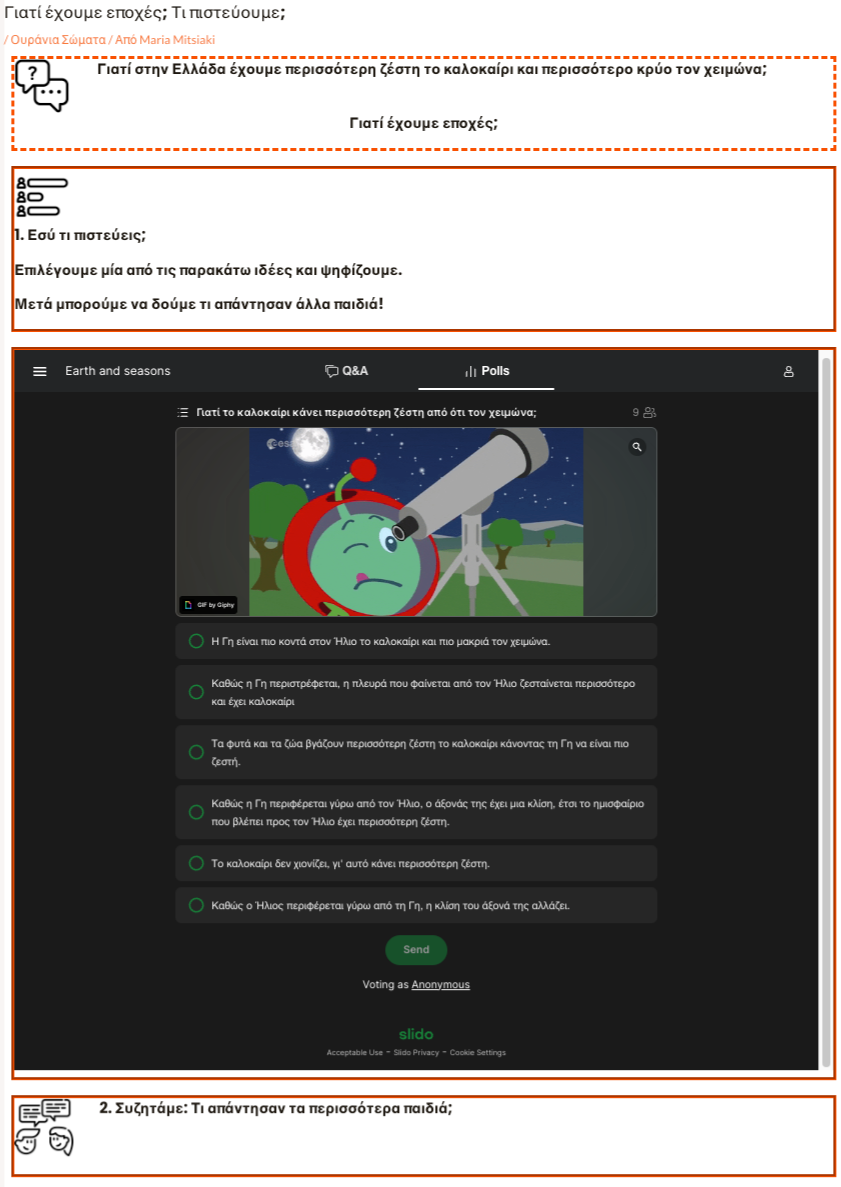 Γιατί έχουμε εποχές; Τι πιστεύουμε;
/ Ουράνια Σώματα / Από Maria Mitsiaki
Γιατί στην Ελλάδα έχουμε περισσότερη ζέστη το καλοκαίρι και περισσότερο κρύο τον χειμώνα;
Γιατί έχουμε εποχές;
1. Εσύ τι πιστεύεις;
Επιλέγουμε μία από τις παρακάτω ιδέες και ψηφίζουμε.
Μετά μπορούμε να δούμε τι απάντησαν άλλα παιδιά!
Earth and seasons
Q&A
Polls
Γιατί το καλοκαίρι κάνει περισσότερη ζέστη από ότι τον χειμώνα;
9
esa
GIF by Giphy
Η Γη είναι πιο κοντά στον Ήλιο το καλοκαίρι και πιο μακριά τον χειμώνα.
Καθώς η Γη περιστρέφεται, η πλευρά που φαίνεται από τον Ήλιο ζεσταίνεται περισσότερο
και έχει καλοκαίρι
Τα φυτά και τα ζώα βγάζουν περισσότερη ζέστη το καλοκαίρι κάνοντας τη Γη να είναι πιο
ζεστή.
Καθώς η Γη περιφέρεται γύρω από τον Ήλιο, ο άξονάς της έχει μια κλίση, έτσι το ημισφαίριο
που βλέπει προς τον Ήλιο έχει περισσότερη ζέστη.
Το καλοκαίρι δεν χιονίζει, γι' αυτό κάνει περισσότερη ζέστη.
Καθώς ο Ήλιος περιφέρεται γύρω από τη Γη, η κλίση του άξονά της αλλάζει.
Send
Voting as Anonymous
slido
Acceptable Use - Slido Privacy - Cookie Settings
2. Συζητάμε: Τι απάντησαν τα περισσότερα παιδιά;